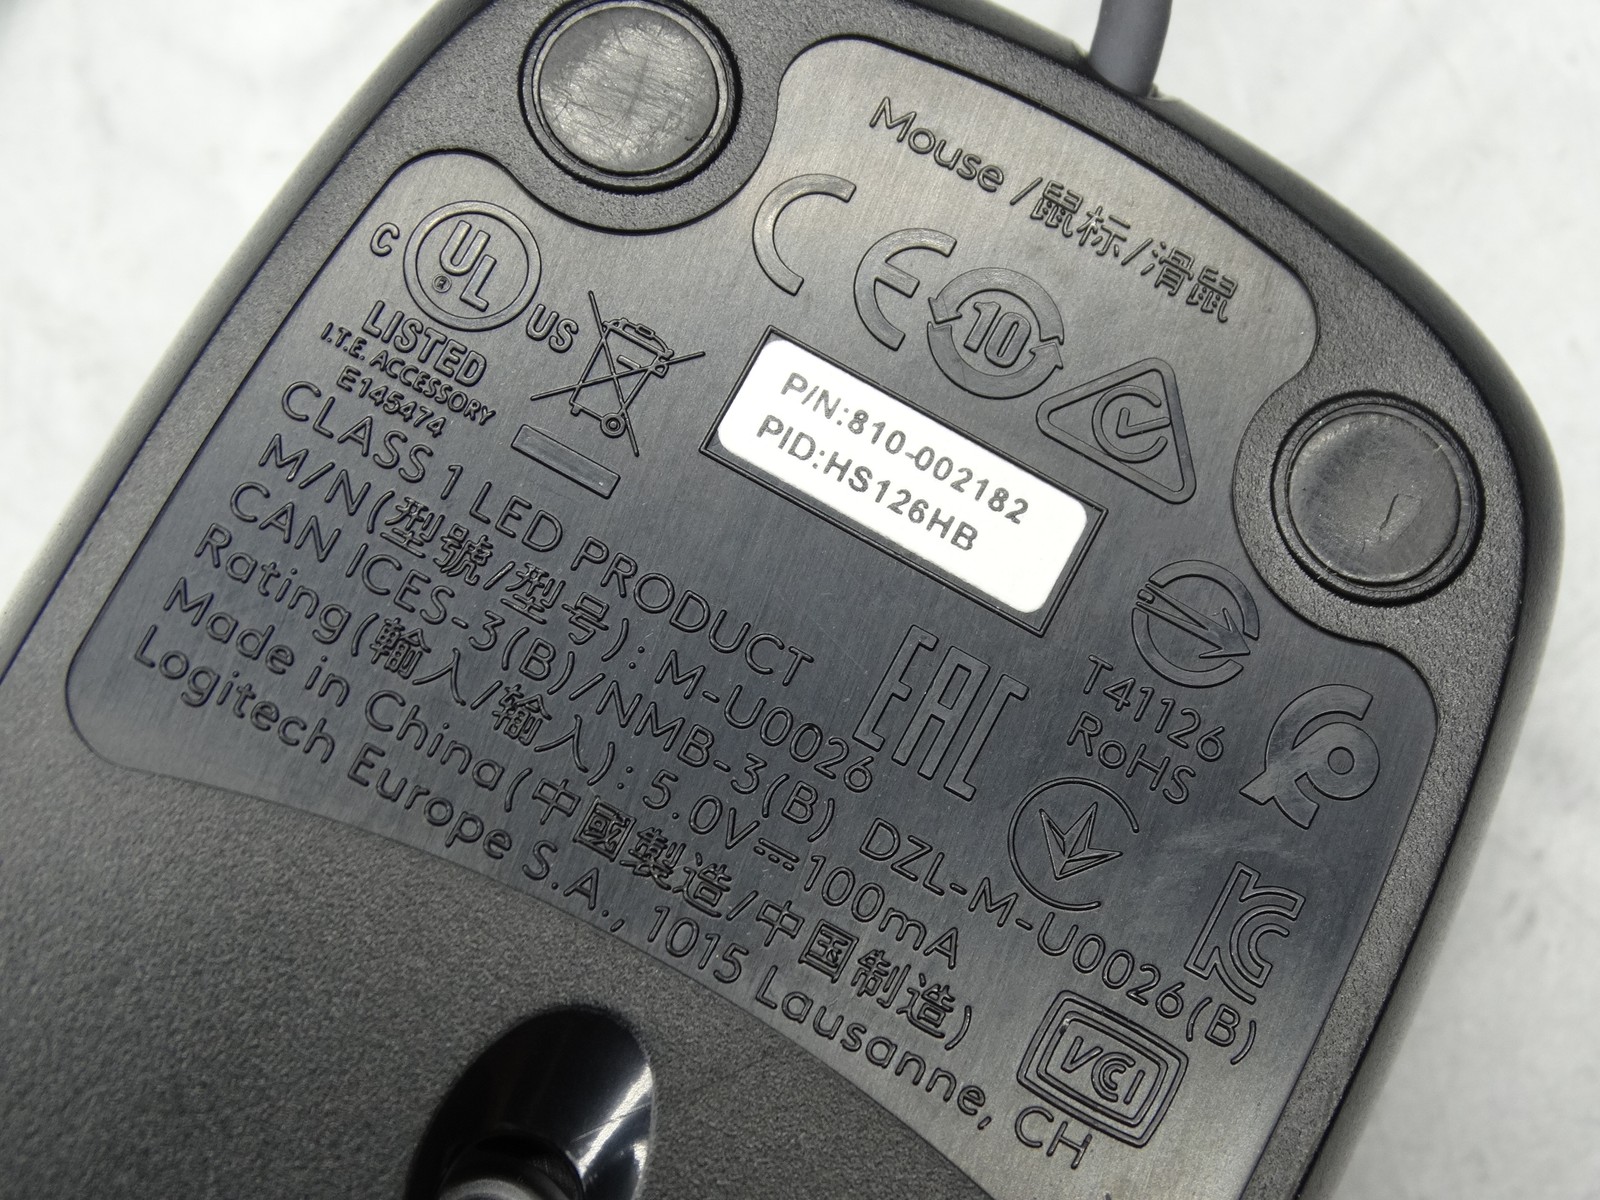 Mouse /鼠标/滑鼠
CE
10
C
UL
®
US
LISTED
I.T.E. ACCESSORY
E145474
P/N:810-002182
PID:HS126HB
CLASS 1 LED PRODUCT
M/N(型號/型号): M-U0026
CAN ICES-3(B)/NMB-3(B) DZL-M-U0026(B)
Rating(輸入/输入): 5.0V⎓100mA
Made in China(中國製造/中国制造)
Logitech Europe S.A., 1015 Lausanne, CH
EAC
T41126
RoHS
VCI